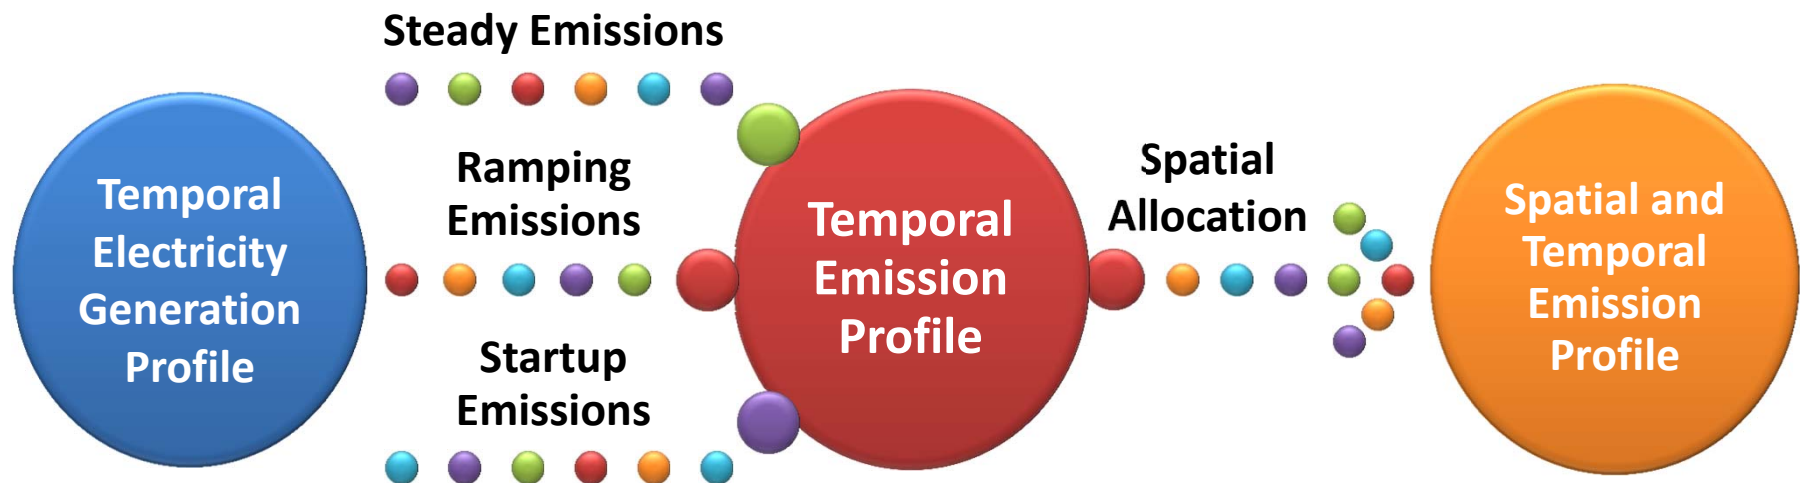 Steady Emissions
Temporal
Electricity
Generation
Profile
Ramping
Emissions
Startup
Emissions
Temporal
Emission
Profile
Spatial
Allocation
Spatial and
Temporal
Emission
Profile